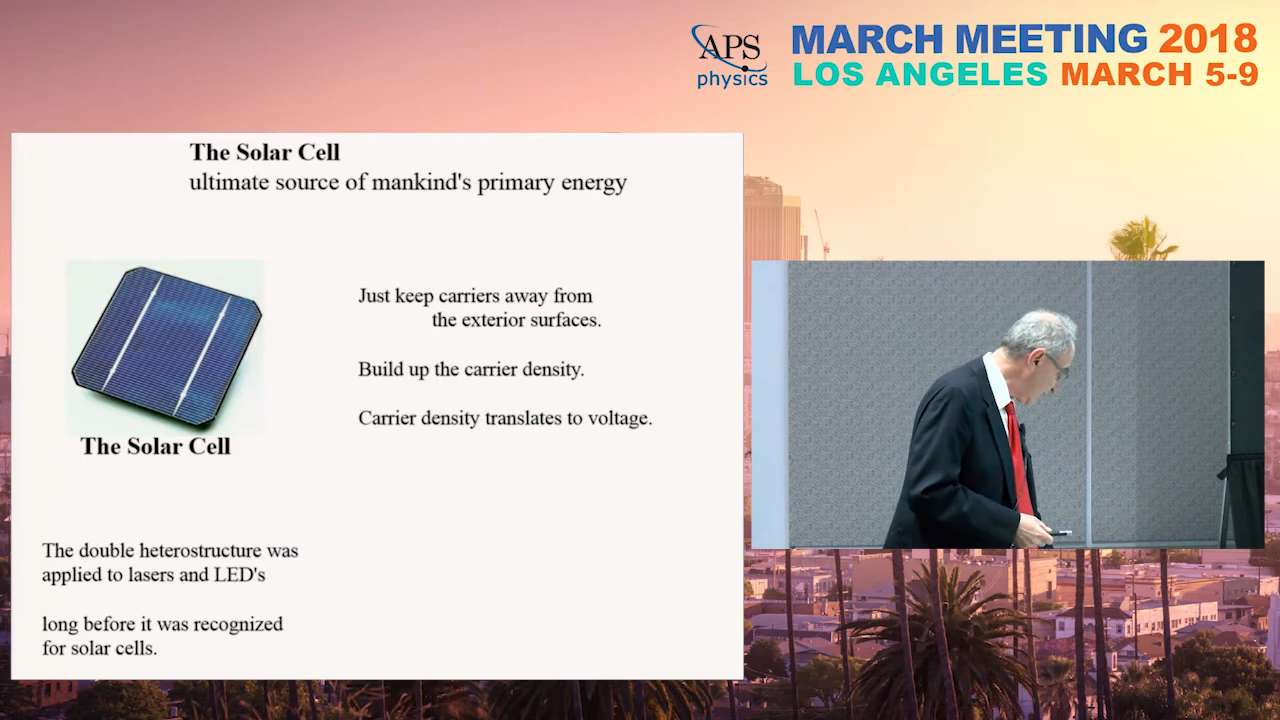 APS
physics
MARCH MEETING 2018
LOS ANGELES MARCH 5-9
The Solar Cell
ultimate source of mankind's primary energy
Just keep carriers away from
the exterior surfaces.
Build up the carrier density.
Carrier density translates to voltage.
The Solar Cell
The double heterostructure was
applied to lasers and LED's
long before it was recognized
for solar cells.